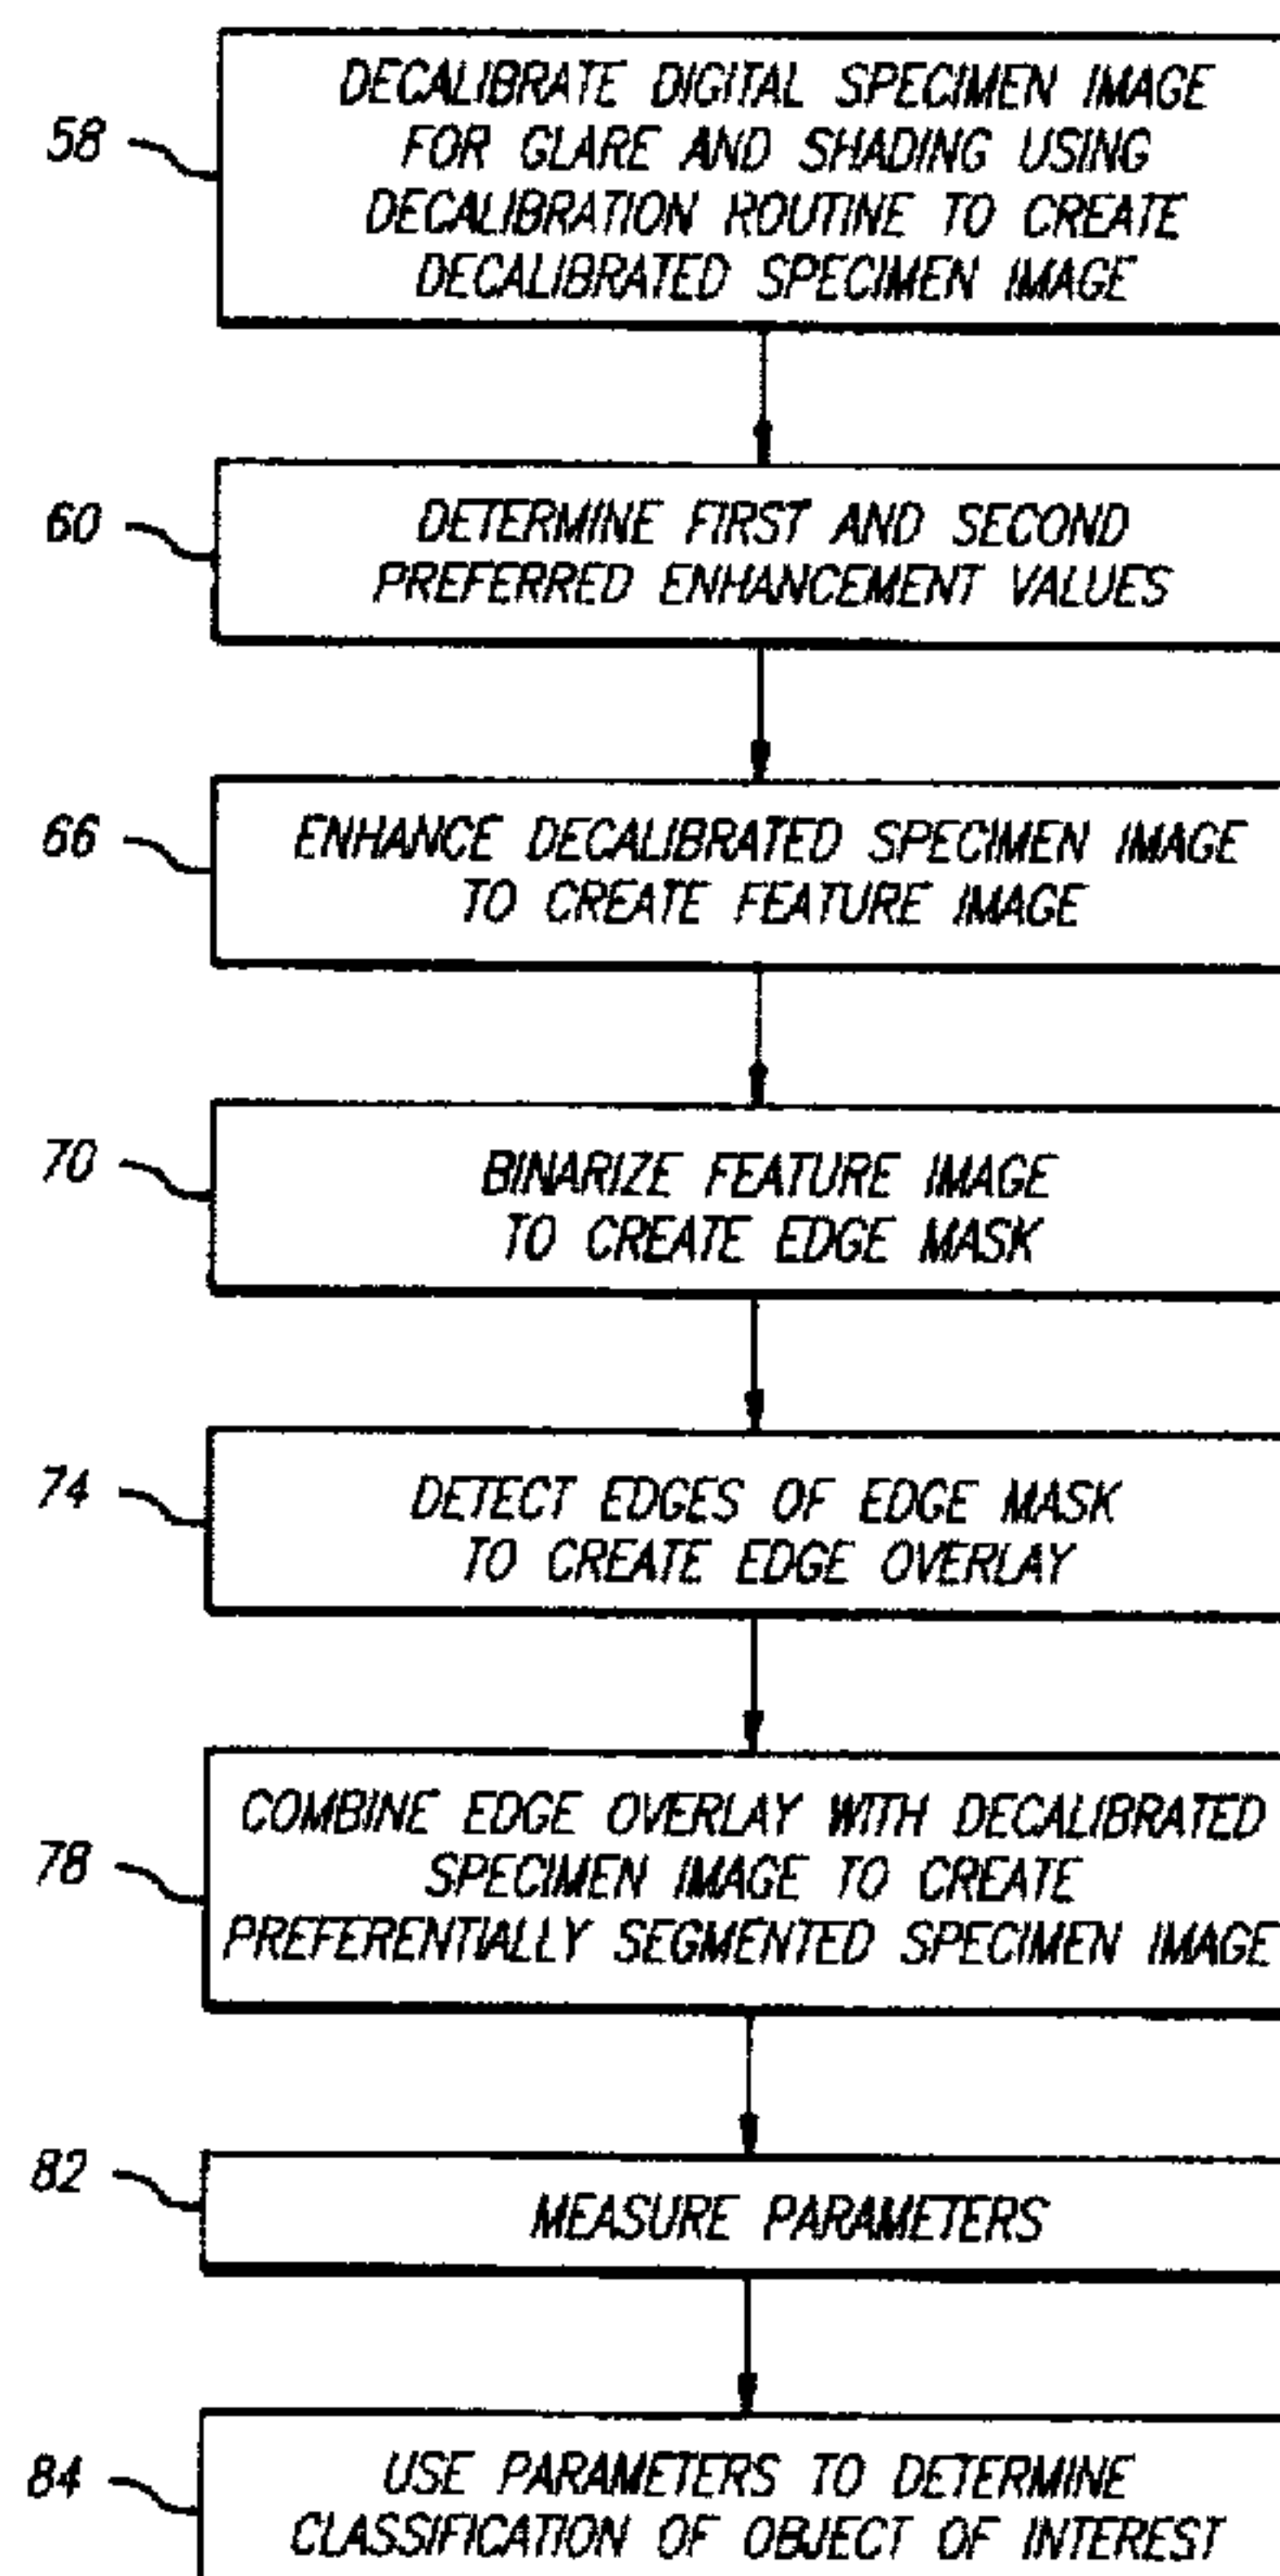 58
DECALIBRATE DIGITAL SPECIMEN IMAGE
FOR GLARE AND SHADING USING
DECALIBRATION ROUTINE TO CREATE
DECALIBRATED SPECIMEN IMAGE
60
DETERMINE FIRST AND SECOND
PREFERRED ENHANCEMENT VALUES
66
ENHANCE DECALIBRATED SPECIMEN IMAGE
TO CREATE FEATURE IMAGE
70
BINARIZE FEATURE IMAGE
TO CREATE EDGE MASK
74
DETECT EDGES OF EDGE MASK
TO CREATE EDGE OVERLAY
78
COMBINE EDGE OVERLAY WITH DECALIBRATED
SPECIMEN IMAGE TO CREATE
PREFERENTIALLY SEGMENTED SPECIMEN IMAGE
82
MEASURE PARAMETERS
84
USE PARAMETERS TO DETERMINE
CLASSIFICATION OF OBJECT OF INTEREST